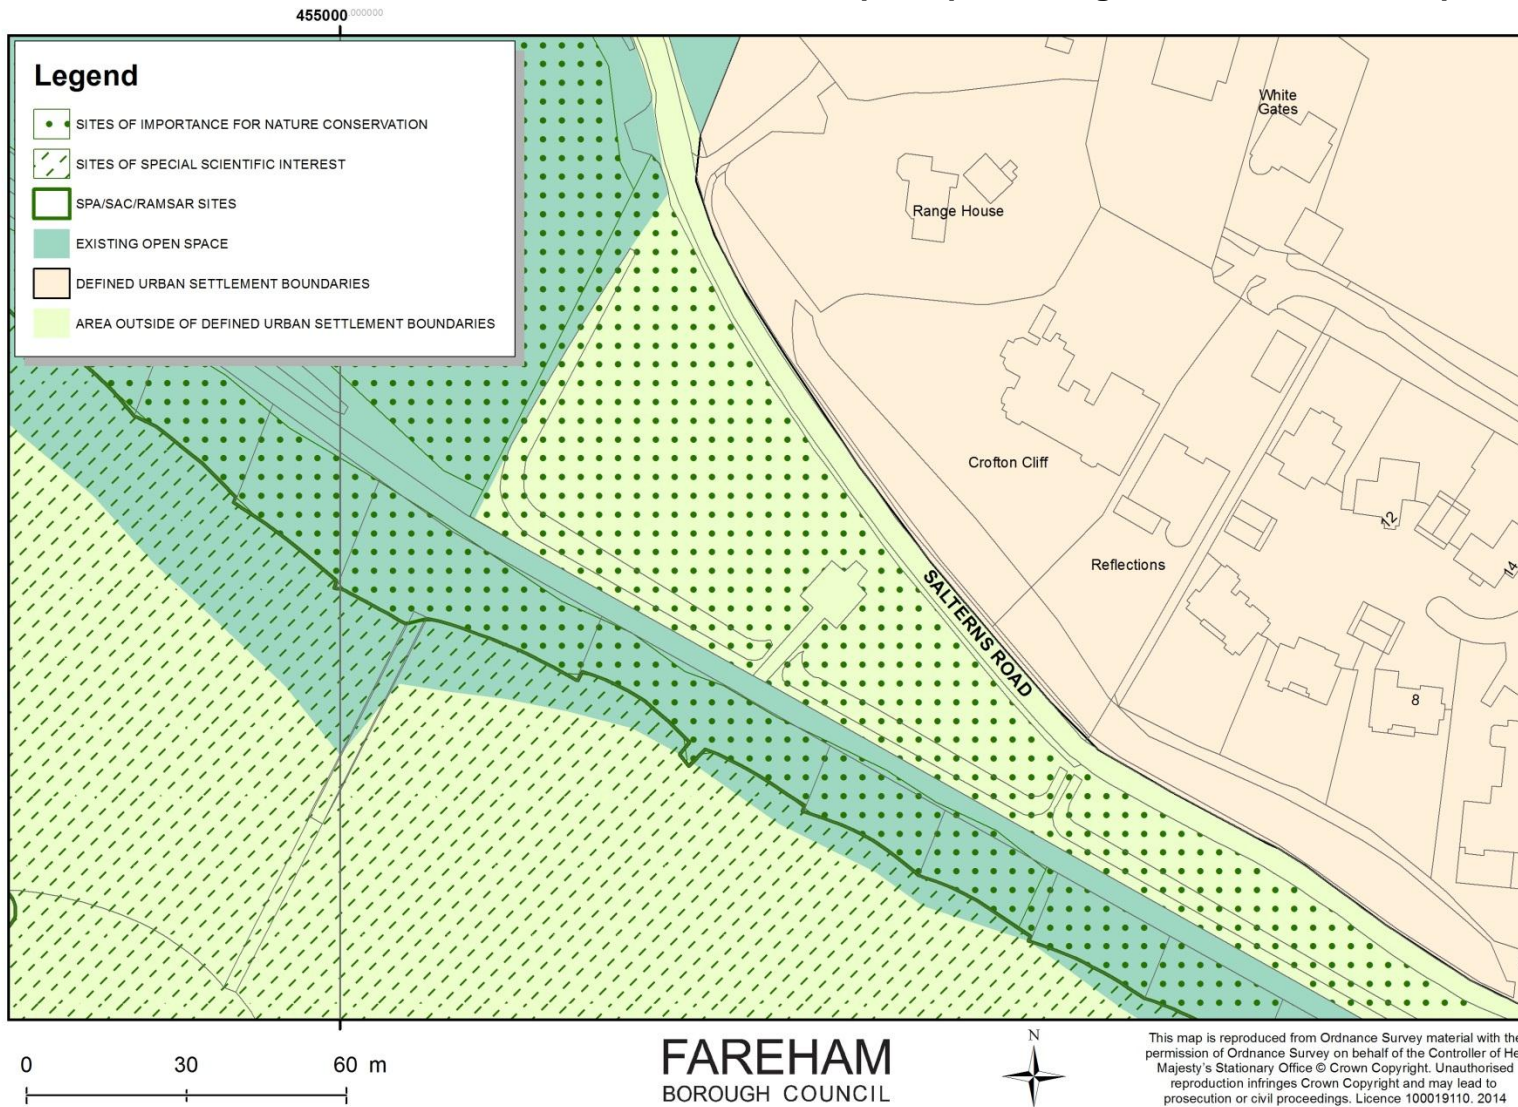 455000 000000
Legend
SITES OF IMPORTANCE FOR NATURE CONSERVATION
SITES OF SPECIAL SCIENTIFIC INTEREST
SPA/SAC/RAMSAR SITES
EXISTING OPEN SPACE
DEFINED URBAN SETTLEMENT BOUNDARIES
AREA OUTSIDE OF DEFINED URBAN SETTLEMENT BOUNDARIES
White
Gates
Range House
Crofton Cliff
12
Reflections
14
SALTERNS ROAD
8
0 30 60 m
FAREHAM
BOROUGH COUNCIL
N
This map is reproduced from Ordnance Survey material with the
permission of Ordnance Survey on behalf of the Controller of He
Majesty's Stationary Office © Crown Copyright. Unauthorised
reproduction infringes Crown Copyright and may lead to
prosecution or civil proceedings. Licence 100019110. 2014